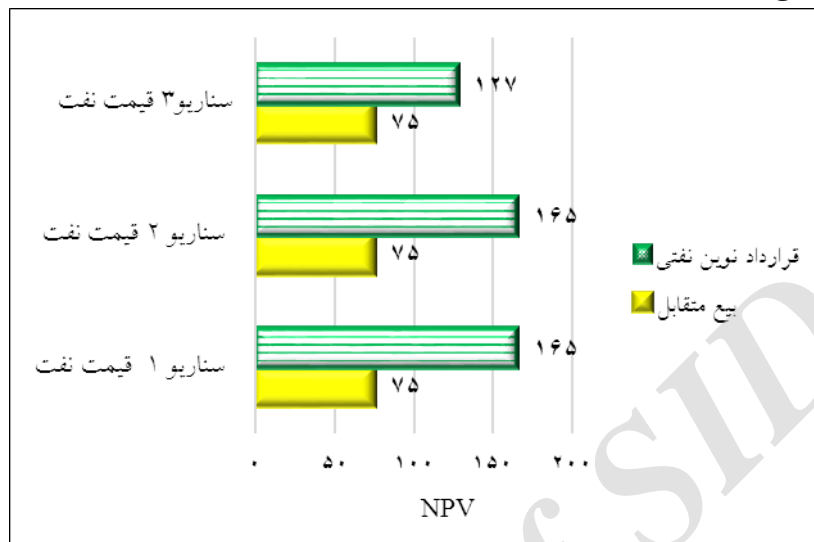 سناریو۳ قیمت نفت
۱۲۷
۷۵
سناریو ۲ قیمت نفت
۱۶۵
۷۵
سناریو ۱ قیمت نفت
۱۶۵
۷۵
قرارداد نوین نفتی
بیع متقابل
۰ ۵۰ ۱۰۰ ۱۵۰ ۲۰۰
NPV
f SID